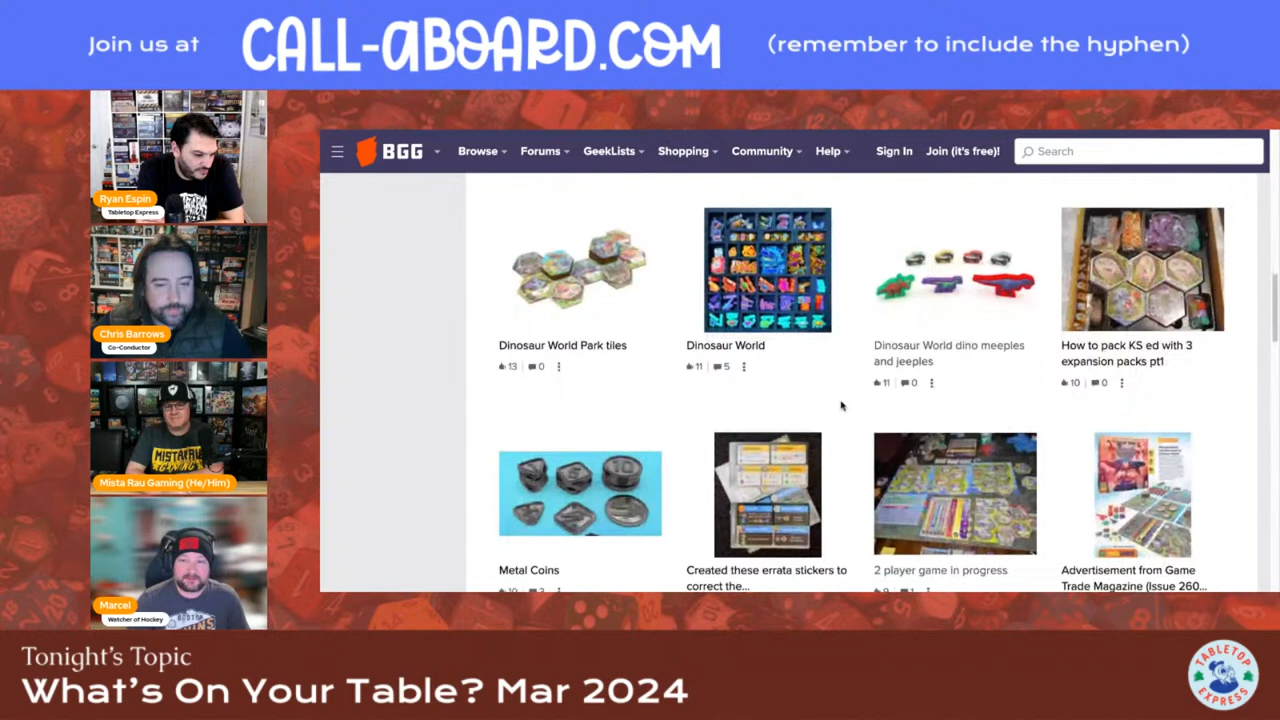 Join us at
CALL-aBOARD.COM
(remember to include the hyphen)
Ryan Espin
Tabletop Express
Chris Barrows
Co-Conductor
MISTA RAU
GAMING
Mista Rau Gaming (He/Him)
Marcel
Watcher of Hockey
BGG
Browse
Forums
GeekLists
Shopping
Community
Help
Sign In
Join (it's free)!
Search
Dinosaur World Park tiles
13
0
Dinosaur World
11
5
Dinosaur World dino meeples
and jeeples
11
0
How to pack KS ed with 3
expansion packs pt1
10
0
Metal Coins
Created these errata stickers to
correct the...
2 player game in progress
Advertisement from Game
Trade Magazine (Issue 260...
Tonight's Topic
What's On Your Table? Mar 2024
TABLETOP
EXPRESS